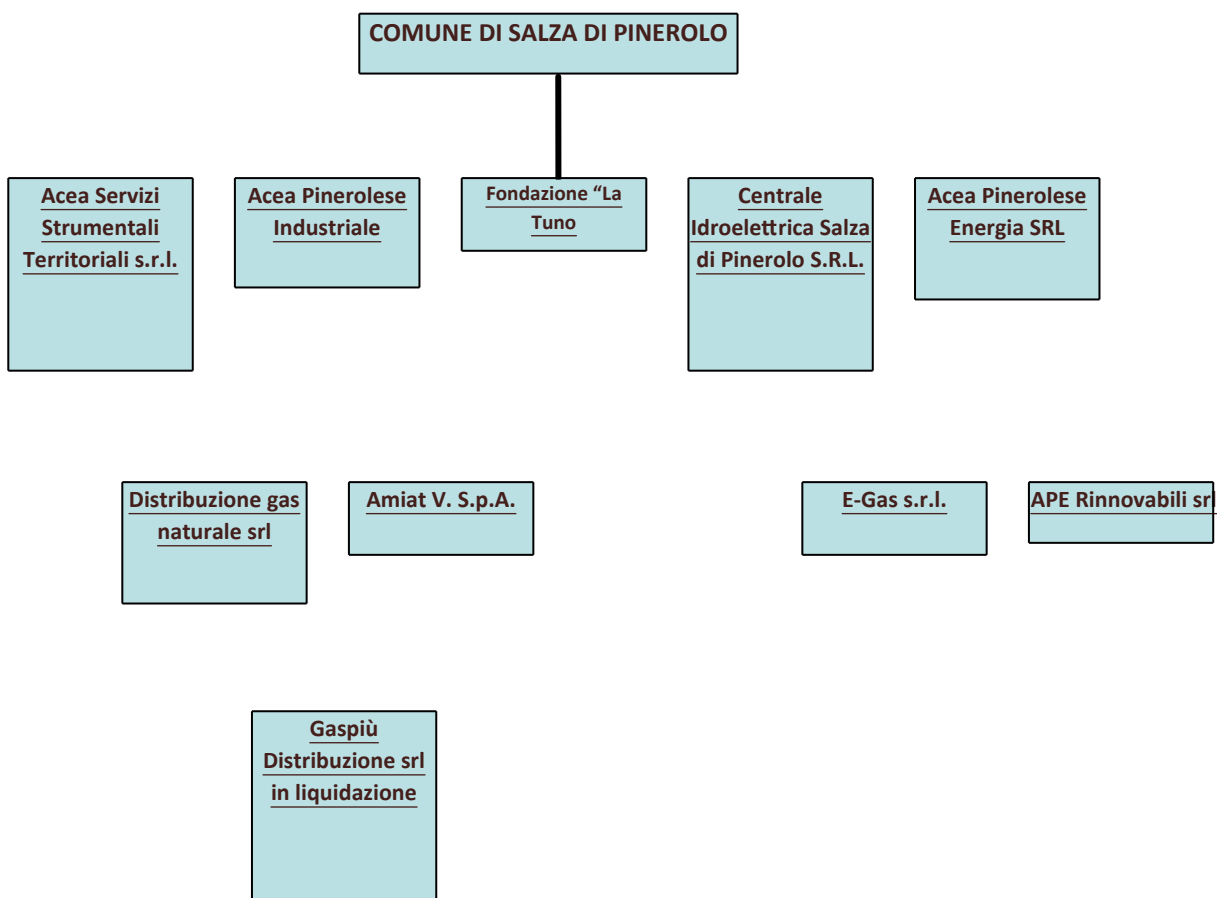 COMUNE DI SALZA DI PINEROLO
Acea Servizi
Strumentali
Territoriali s.r.l.
Acea Pinerolese
Industriale
Fondazione “La
Tuno
Centrale
Idroelettrica Salza
di Pinerolo S.R.L.
Acea Pinerolese
Energia SRL
Distribuzione gas
naturale srl
Amiat V. S.p.A.
E-Gas s.r.l.
APE Rinnovabili srl
Gaspiù
Distribuzione srl
in liquidazione